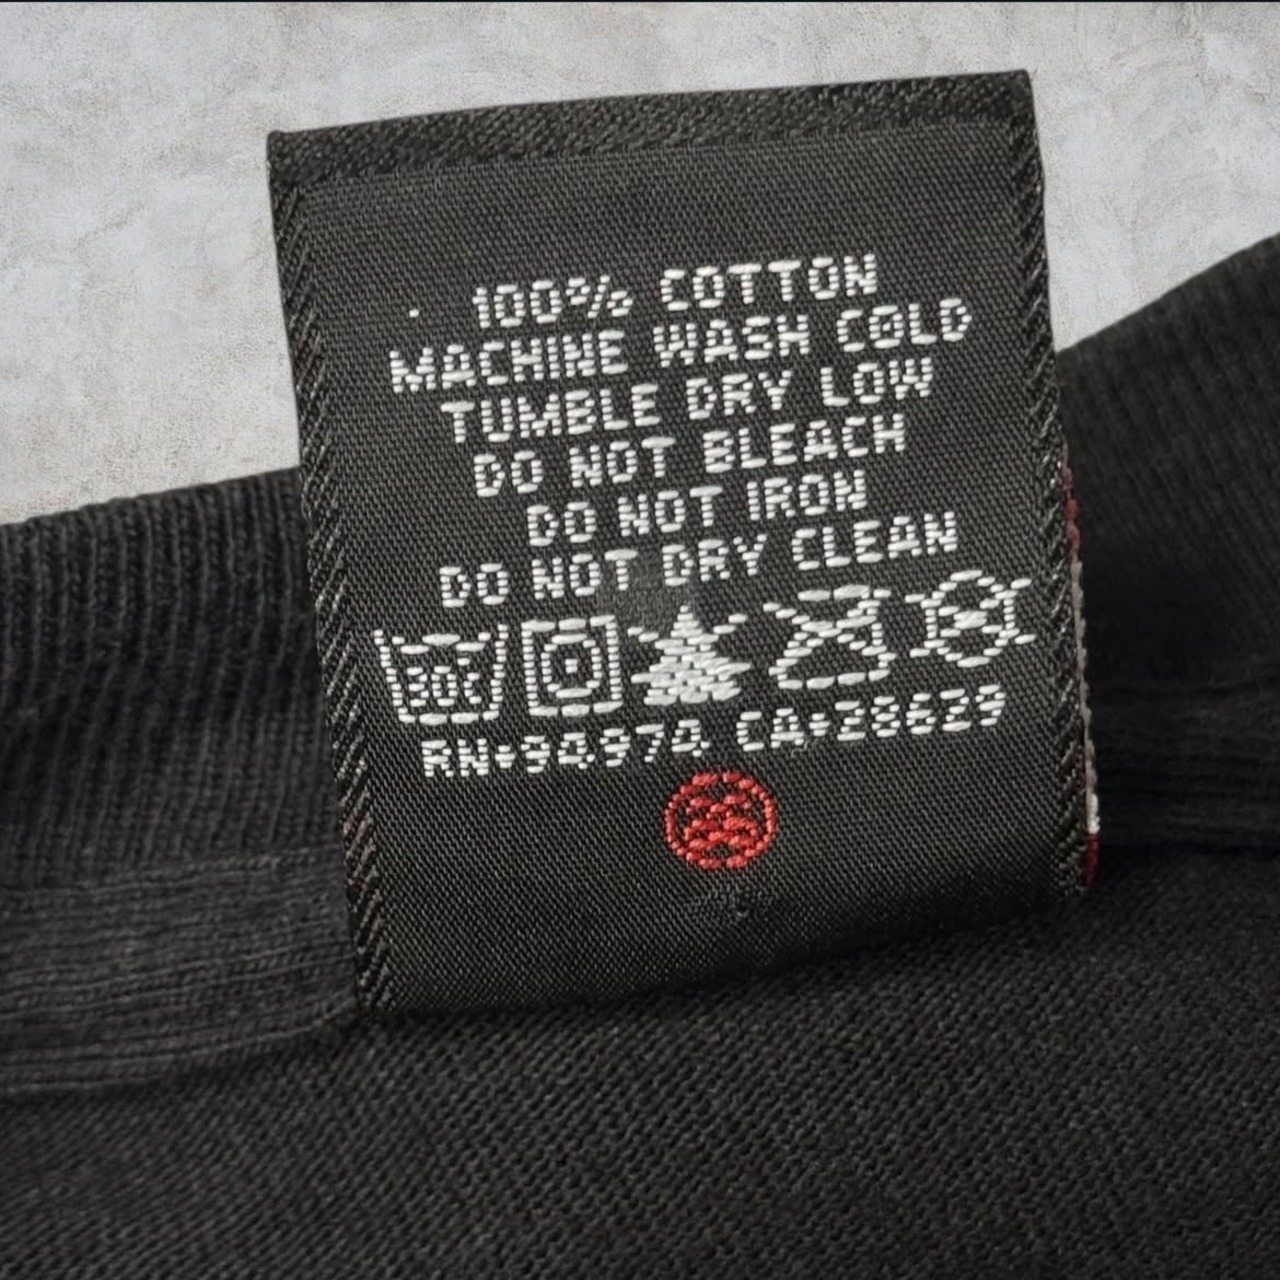 100% COTTON
MACHINE WASH COLD
TUMBLE DRY LOW
DO NOT BLEACH
DO NOT IRON
DO NOT DRY CLEAN
30C
RN•94974 CA•28629